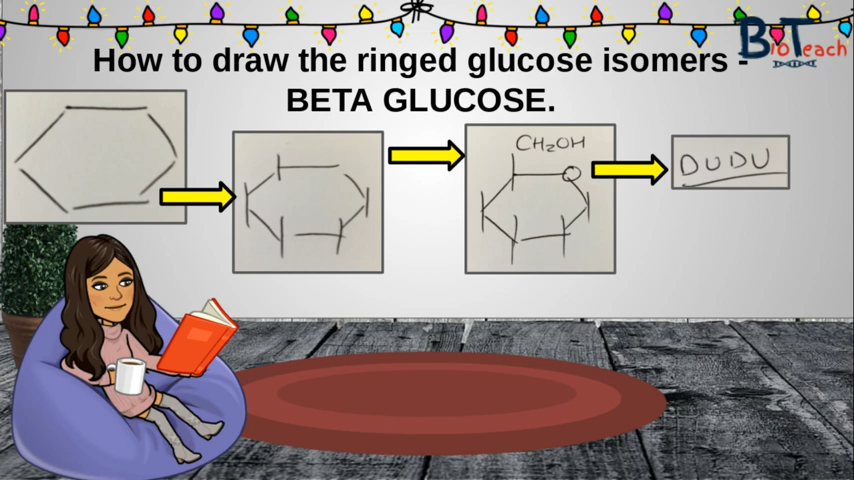 How to draw the ringed glucose isomers -
BETA GLUCOSE.
BioTeach
CH₂OH
O
DUDU